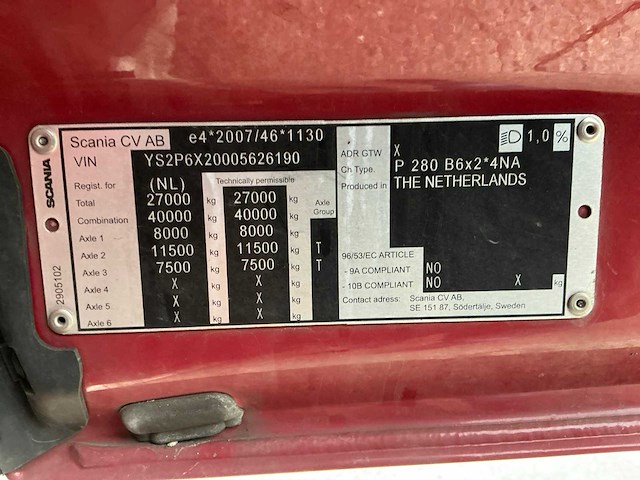 Scania CV AB e4*2007/46*1130
VIN YS2P6X20005626190
Regist. for (NL) Technically permissible
Total 27000 kg 27000 kg Axle Group
Combination 40000 kg 40000 kg
Axle 1 8000 kg 8000 kg
Axle 2 11500 kg 11500 kg T
Axle 3 7500 kg 7500 kg T
Axle 4 X kg X kg
Axle 5 X kg X kg
Axle 6 X kg X kg
1,0 %
ADR GTW X
Ch Type. P 280 B6x2*4NA
Produced in THE NETHERLANDS
96/53/EC ARTICLE
- 9A COMPLIANT NO
- 10B COMPLIANT NO X kg
Contact adress: Scania CV AB,
SE 151 87, Södertälje, Sweden
SCANIA
2905102